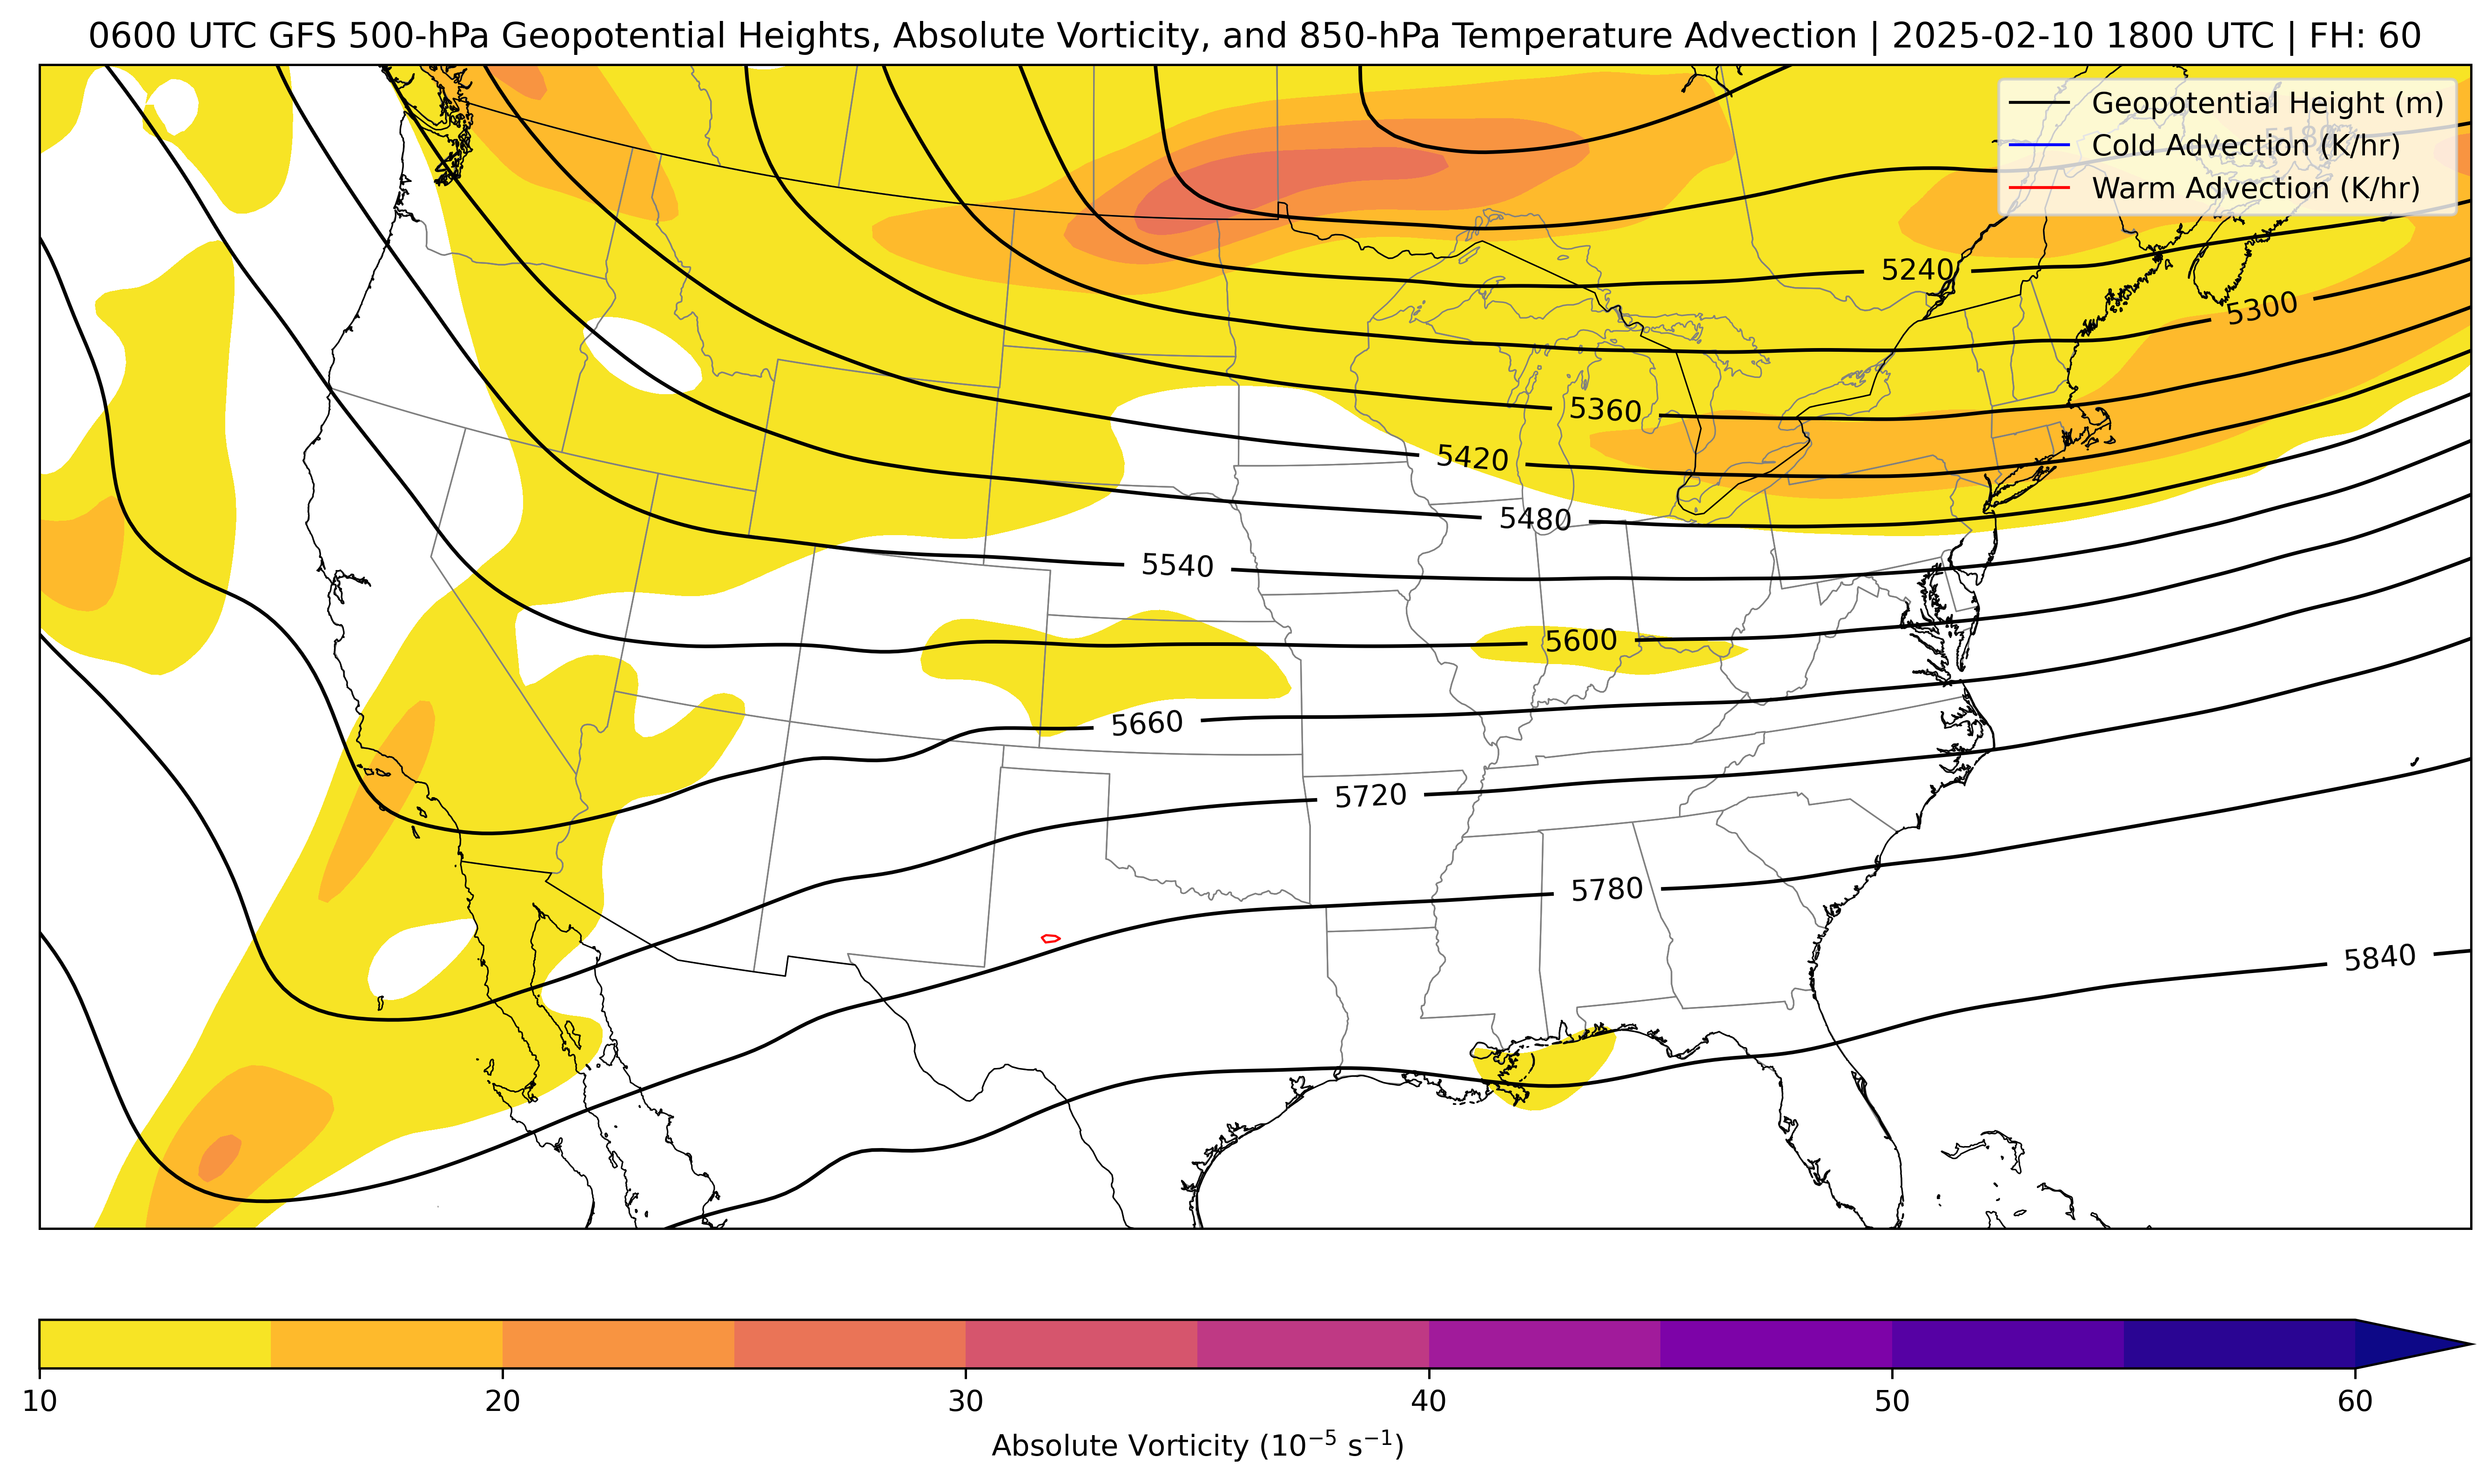 0600 UTC GFS 500-hPa Geopotential Heights, Absolute Vorticity, and 850-hPa Temperature Advection | 2025-02-10 1800 UTC | FH: 60
Geopotential Height (m)
Cold Advection (K/hr)
Warm Advection (K/hr)
5180
5240
5300
5360
5420
5480
5540
5600
5660
5720
5780
5840
10 20 30 40 50 60
Absolute Vorticity (10⁻⁵ s⁻¹)